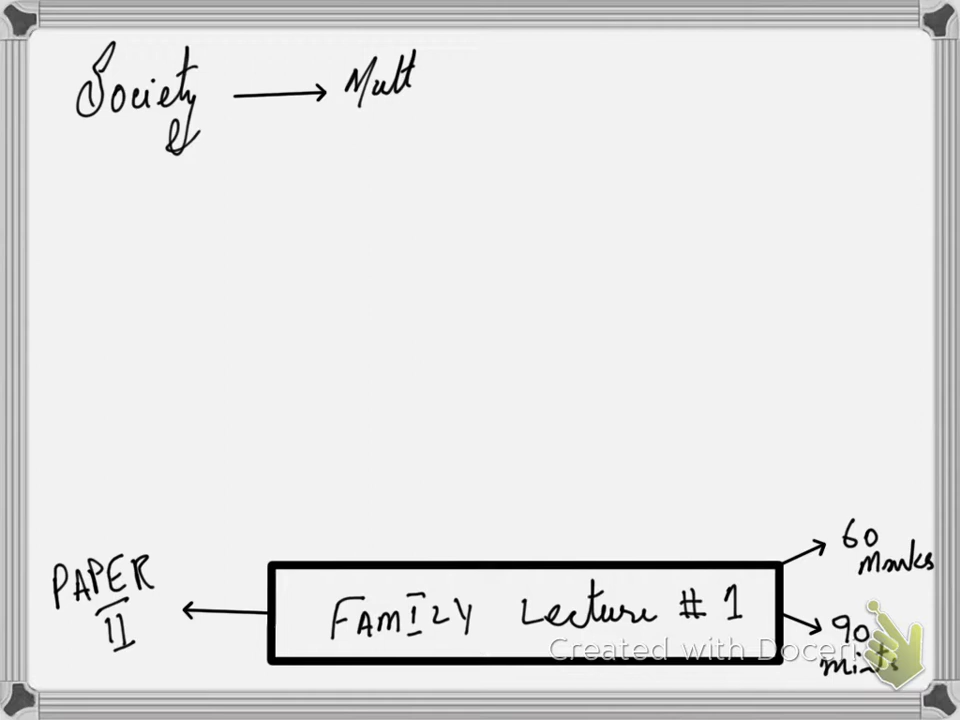 Society → Mult
PAPER
II
FAMILY Lecture # 1
60
Marks
90
Created with Doceri